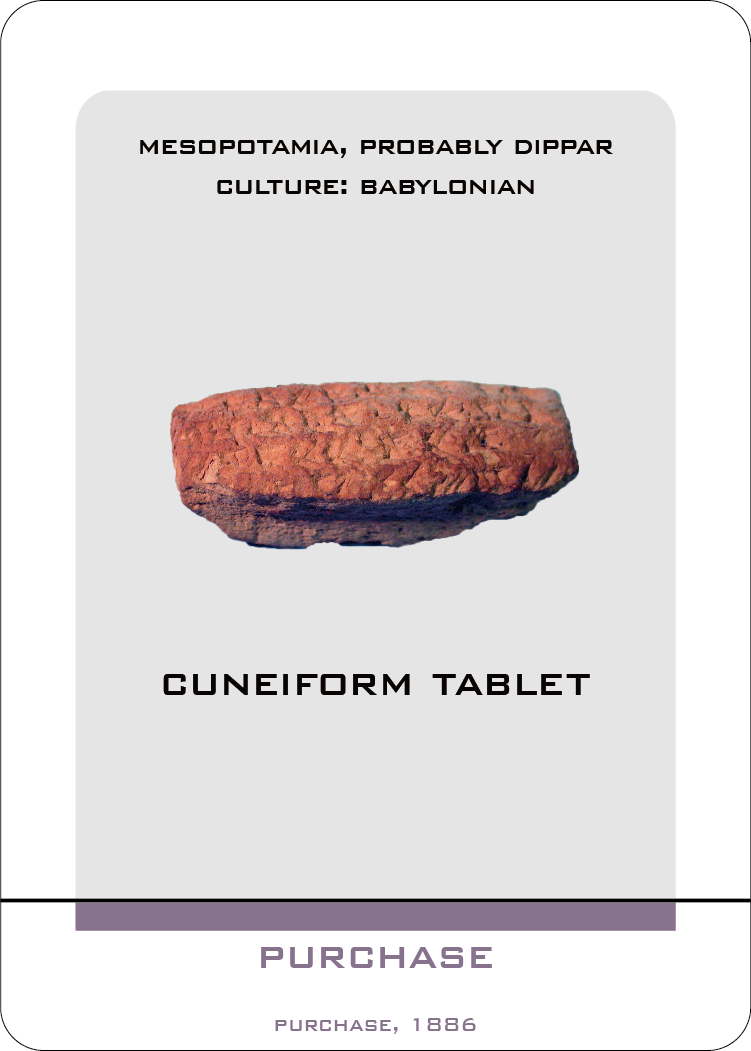 MESOPOTAMIA, PROBABLY DIPPAR
CULTURE: BABYLONIAN
CUNEIFORM TABLET
PURCHASE
PURCHASE, 1886